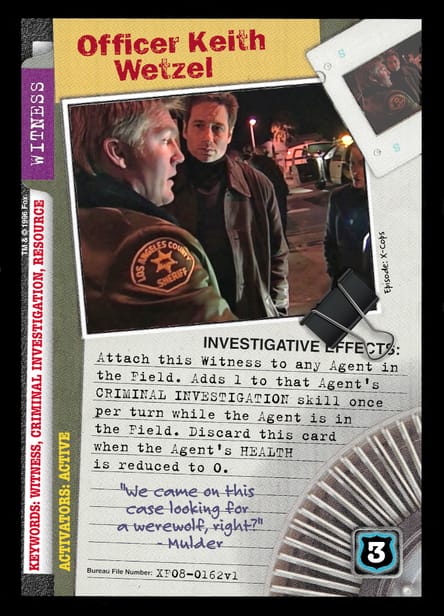 Officer Keith
Wetzel
WITNESS
TM & © 1996 Fox
KEYWORDS: WITNESS, CRIMINAL INVESTIGATION, RESOURCE
ACTIVATORS: ACTIVE
LOS ANGELES COUNTY
SHERIFF
Episode: X-Cops
INVESTIGATIVE EFFECTS:
Attach this Witness to any Agent in
the Field. Adds 1 to that Agent's
CRIMINAL INVESTIGATION skill once
per turn while the Agent is in
the Field. Discard this card
when the Agent's HEALTH
is reduced to 0.
"We came on this
case looking for
a werewolf, right?"
- Mulder
3
Bureau File Number: XF08-0162v1